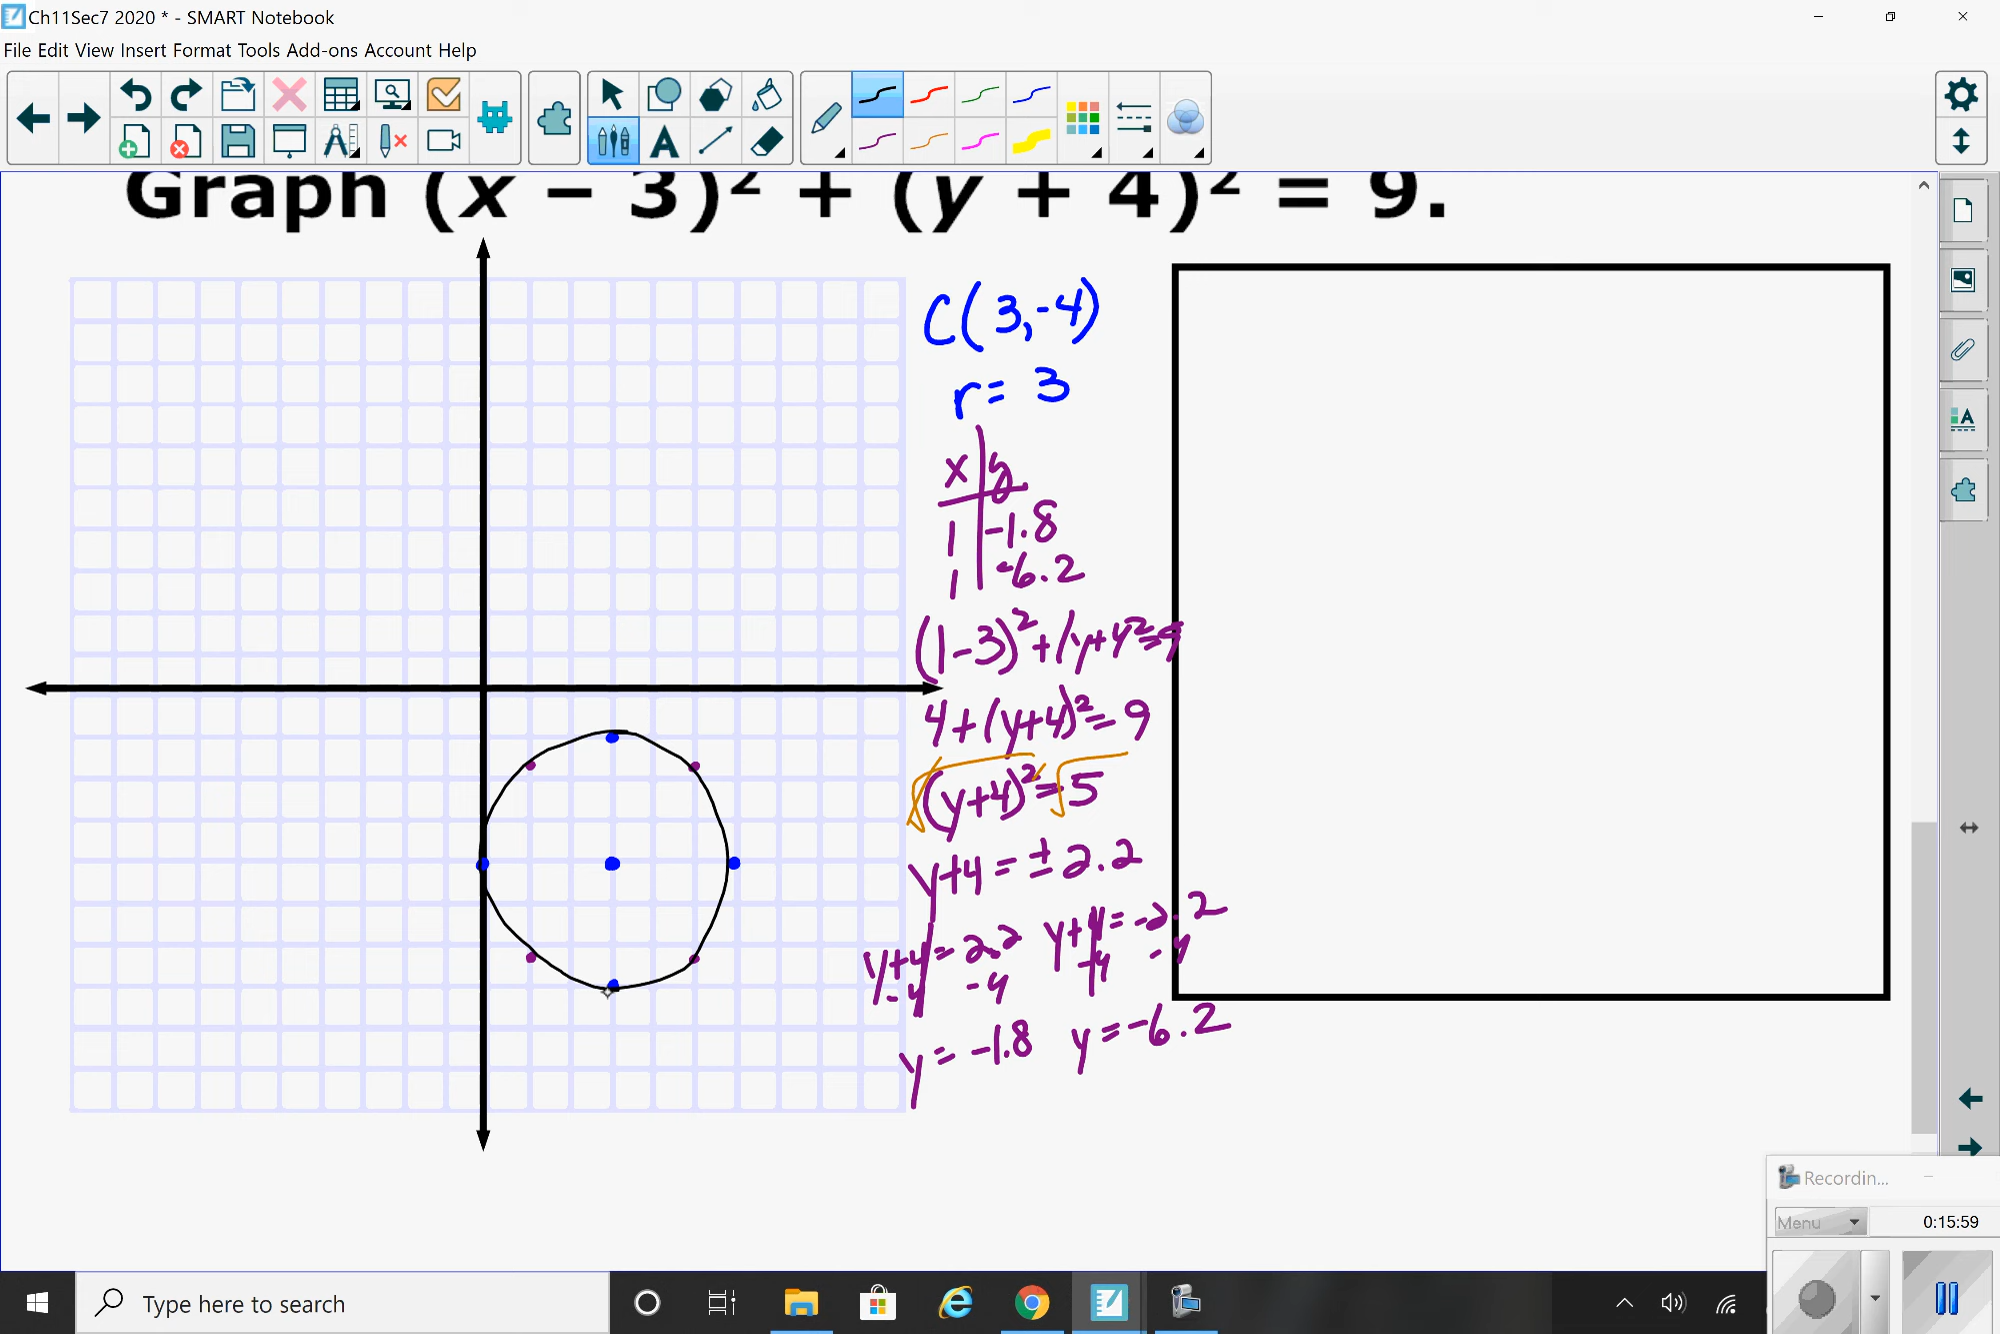 Ch11Sec7 2020 * - SMART Notebook
File Edit View Insert Format Tools Add-ons Account Help
Graph (x − 3)² + (y + 4)² = 9.
C(3,-4)
r= 3
x y
1 -1.8
1 -6.2
(1-3)²+(y+4²=9
4+(y+4)²=9
√(y+4)²=√5
y+4=±2.2
y+4=2.2 y+4=-2.2
-4 -4 -4 -4
y=-1.8 y=-6.2
Recordin...
Menu 0:15:59
Type here to search